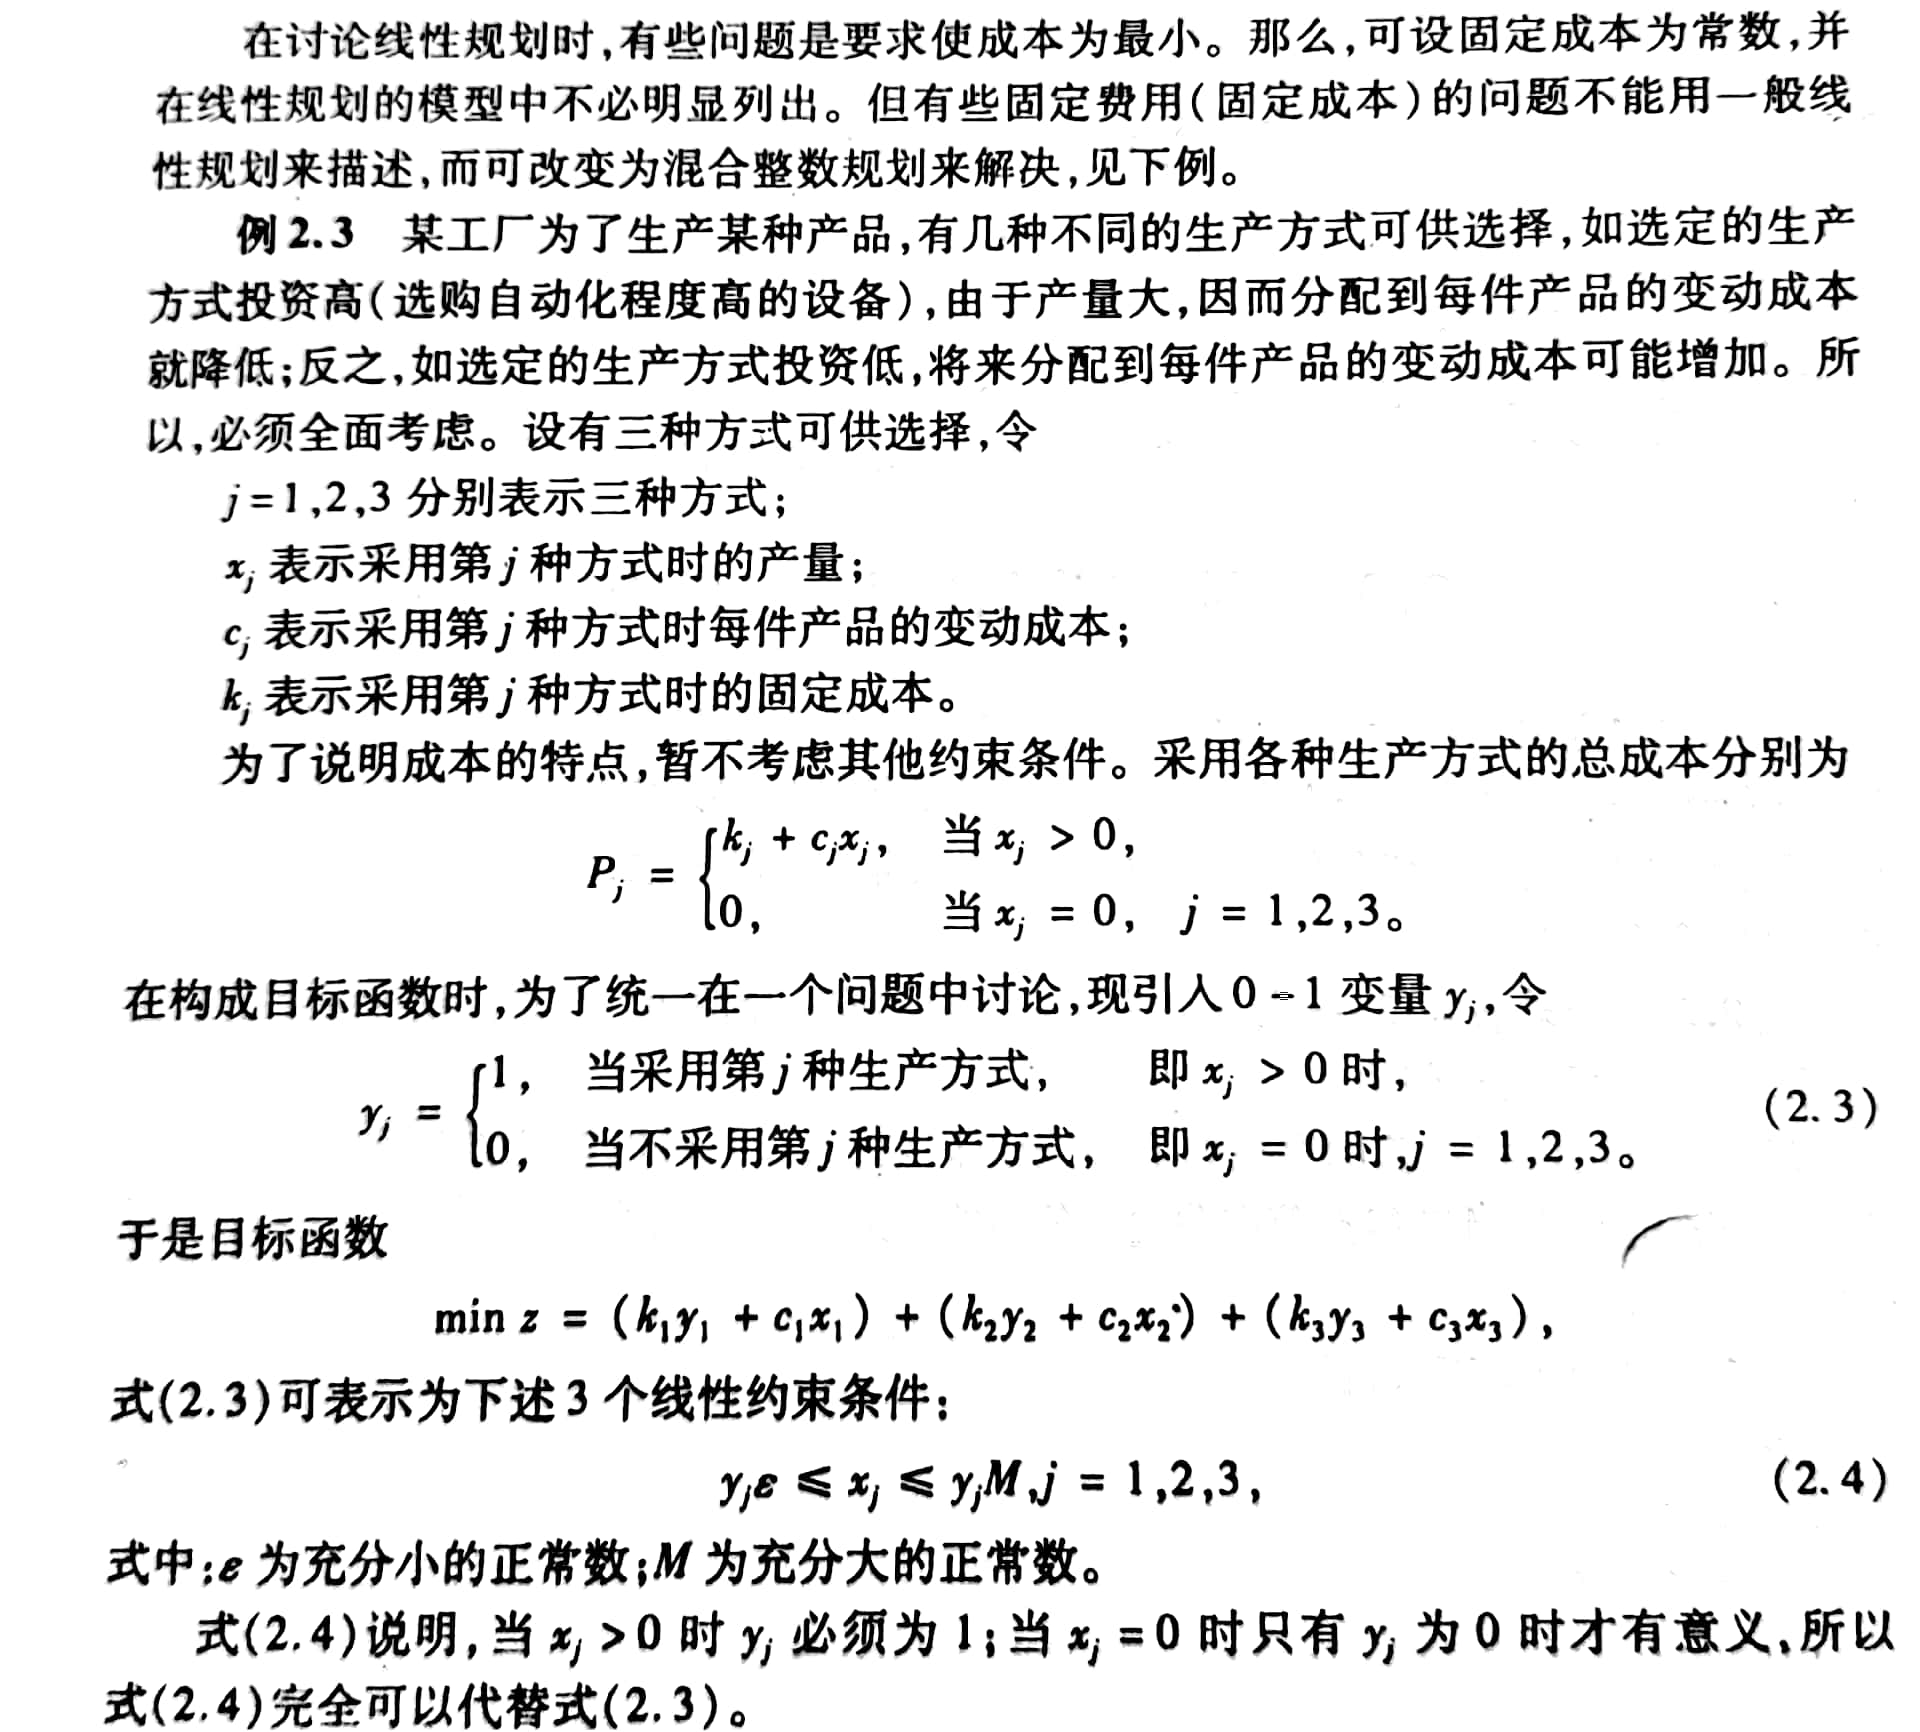 在讨论线性规划时,有些问题是要求使成本为最小。那么,可设固定成本为常数,并
在线性规划的模型中不必明显列出。但有些固定费用(固定成本)的问题不能用一般线
性规划来描述,而可改变为混合整数规划来解决,见下例。
例2.3 某工厂为了生产某种产品,有几种不同的生产方式可供选择,如选定的生产
方式投资高(选购自动化程度高的设备),由于产量大,因而分配到每件产品的变动成本
就降低;反之,如选定的生产方式投资低,将来分配到每件产品的变动成本可能增加。所
以,必须全面考虑。设有三种方式可供选择,令
j=1,2,3 分别表示三种方式;
x_j 表示采用第 j 种方式时的产量;
c_j 表示采用第 j 种方式时每件产品的变动成本;
k_j 表示采用第 j 种方式时的固定成本。
为了说明成本的特点,暂不考虑其他约束条件。采用各种生产方式的总成本分别为
P_j = { k_j + c_j x_j, 当 x_j > 0,
0, 当 x_j = 0, j = 1,2,3。
在构成目标函数时,为了统一在一个问题中讨论,现引入 0-1 变量 y_j,令
y_j = { 1, 当采用第 j 种生产方式, 即 x_j > 0 时,
0, 当不采用第 j 种生产方式, 即 x_j = 0 时,j = 1,2,3。 (2.3)
于是目标函数
min z = (k₁y₁ + c₁x₁) + (k₂y₂ + c₂x₂) + (k₃y₃ + c₃x₃),
式(2.3)可表示为下述 3 个线性约束条件:
y_j ε ≤ x_j ≤ y_j M,j = 1,2,3, (2.4)
式中:ε 为充分小的正常数;M 为充分大的正常数。
式(2.4)说明,当 x_j >0 时 y_j 必须为 1;当 x_j =0 时只有 y_j 为 0 时才有意义,所以
式(2.4)完全可以代替式(2.3)。